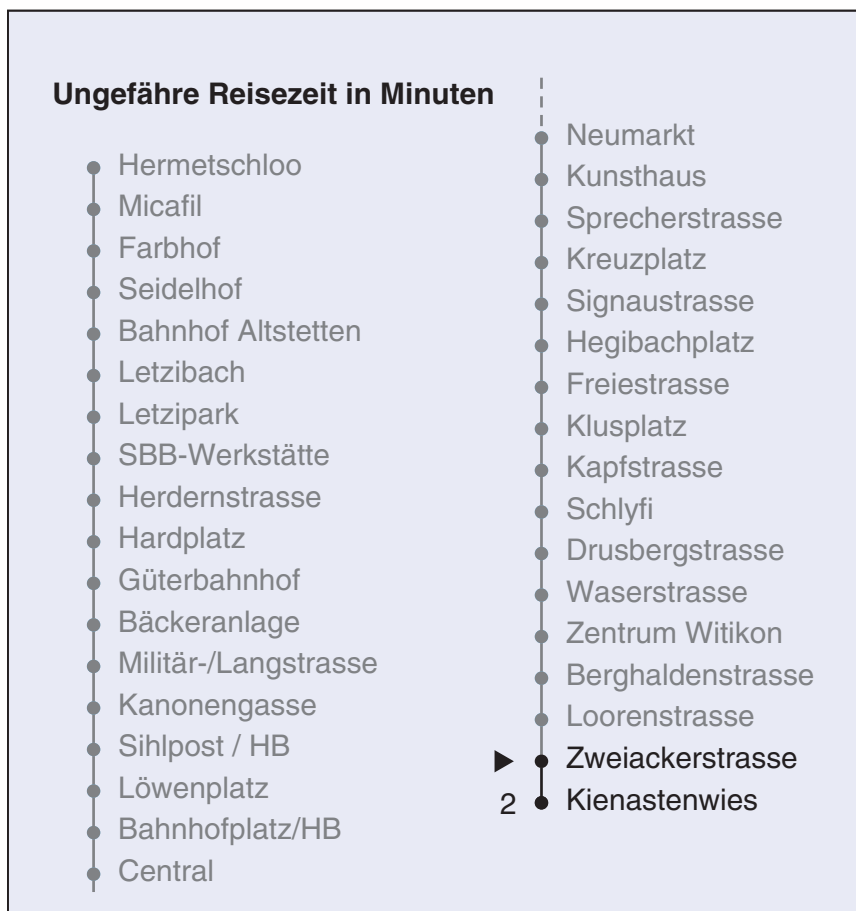 Ungefähre Reisezeit in Minuten
Hermetschloo
Micafil
Farbhof
Seidelhof
Bahnhof Altstetten
Letzibach
Letzipark
SBB-Werkstätte
Herdernstrasse
Hardplatz
Güterbahnhof
Bäckeranlage
Militär-/Langstrasse
Kanonengasse
Sihlpost / HB
Löwenplatz
Bahnhofplatz/HB
Central
Neumarkt
Kunsthaus
Sprecherstrasse
Kreuzplatz
Signaustrasse
Hegibachplatz
Freiestrasse
Klusplatz
Kapfstrasse
Schlyfi
Drusbergstrasse
Waserstrasse
Zentrum Witikon
Berghaldenstrasse
Loorenstrasse
Zweiackerstrasse
2 Kienastenwies